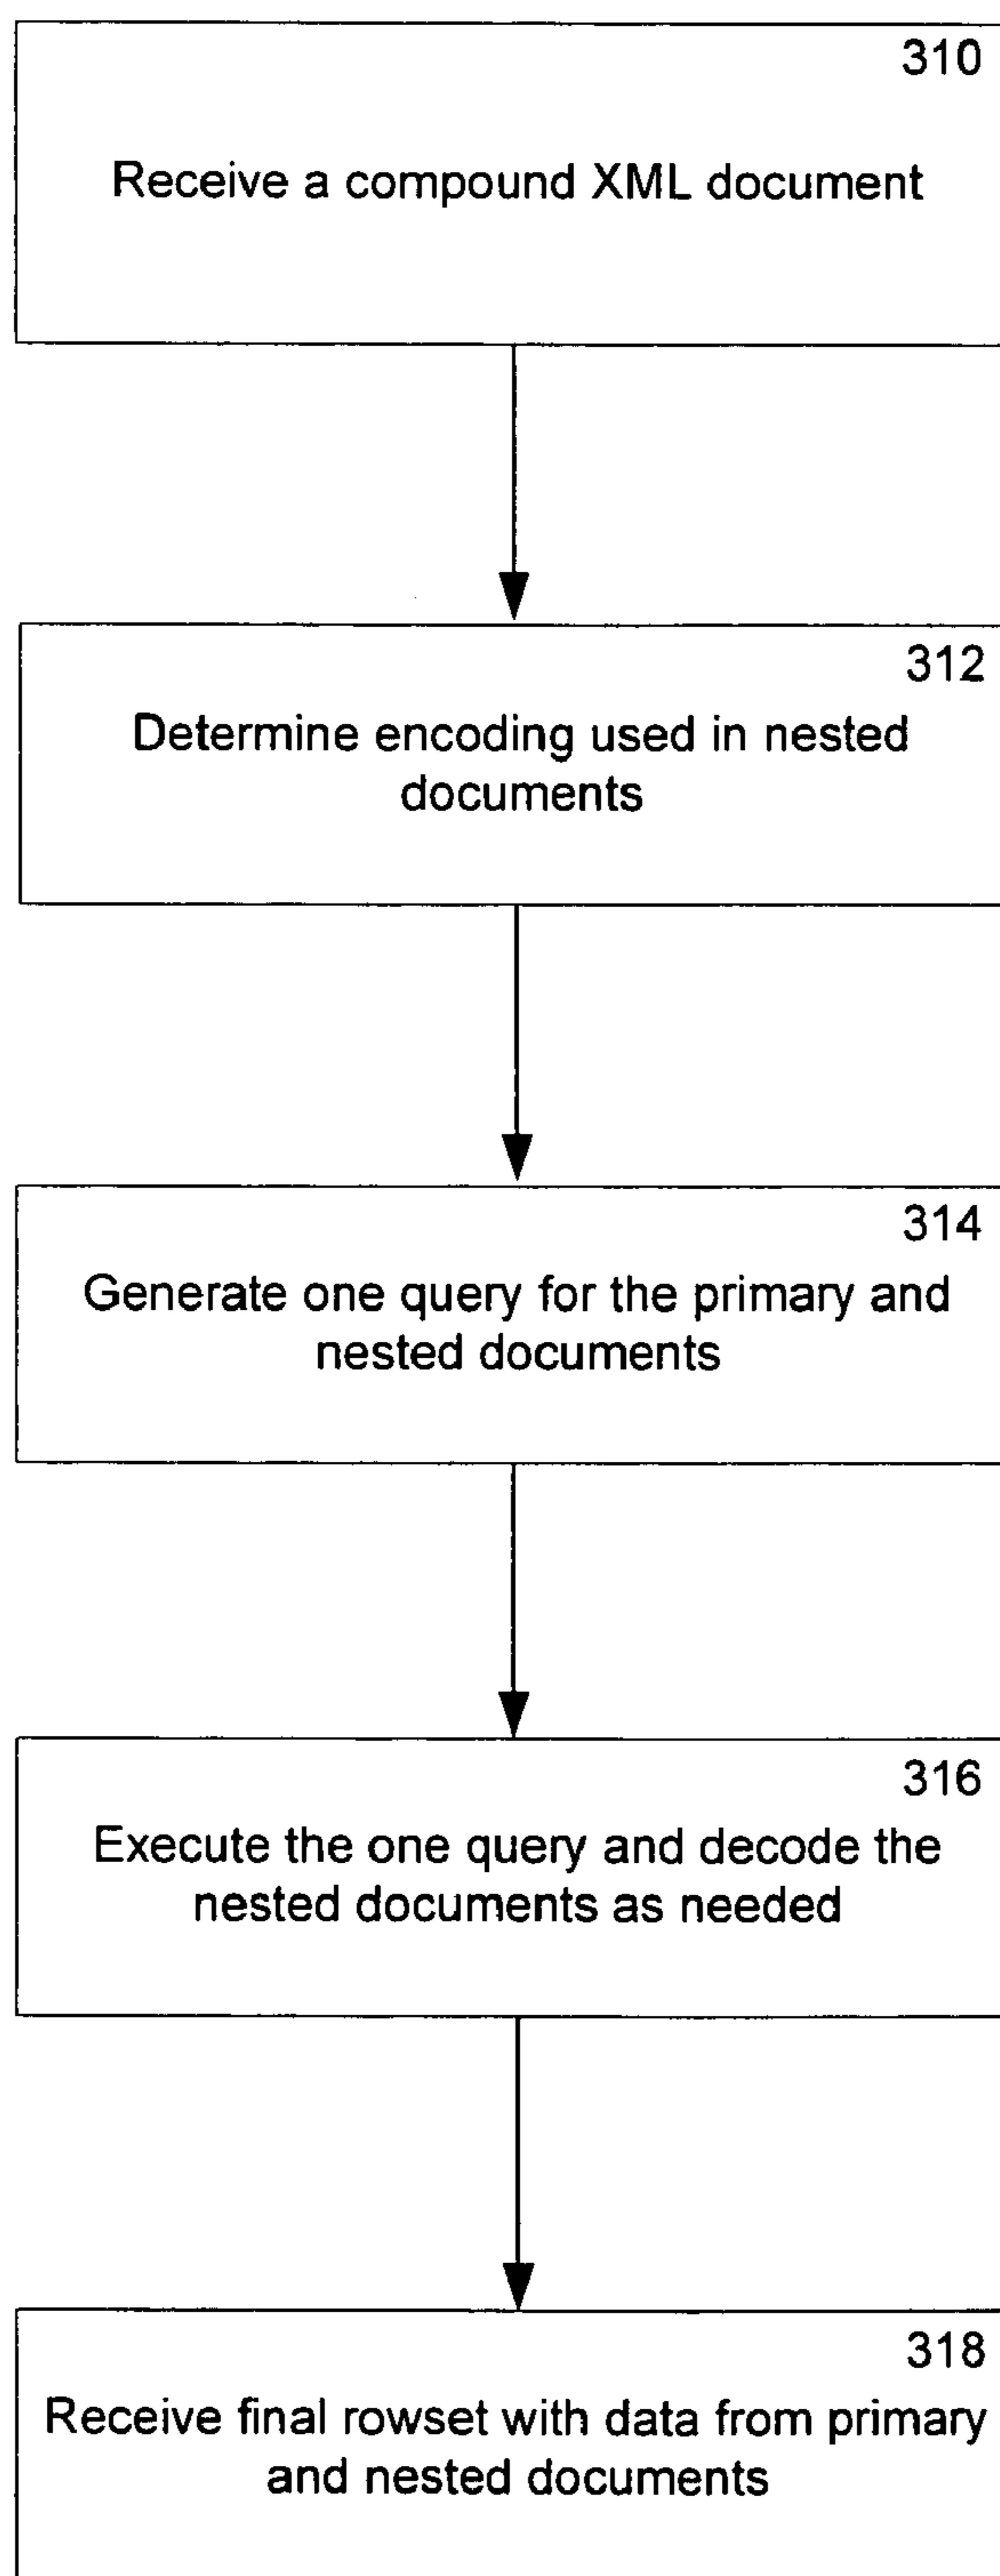 310
Receive a compound XML document
312
Determine encoding used in nested
documents
314
Generate one query for the primary and
nested documents
316
Execute the one query and decode the
nested documents as needed
318
Receive final rowset with data from primary
and nested documents